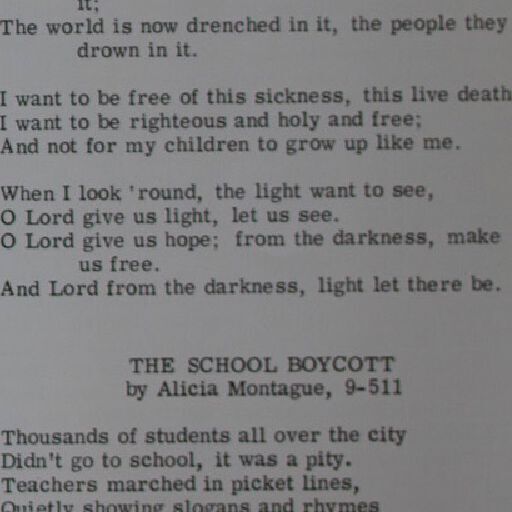 it;
The world is now drenched in it, the people they
drown in it.
I want to be free of this sickness, this live death
I want to be righteous and holy and free;
And not for my children to grow up like me.
When I look 'round, the light want to see,
O Lord give us light, let us see.
O Lord give us hope; from the darkness, make
us free.
And Lord from the darkness, light let there be.
THE SCHOOL BOYCOTT
by Alicia Montague, 9-511
Thousands of students all over the city
Didn't go to school, it was a pity.
Teachers marched in picket lines,
Quietly showing slogans and rhymes